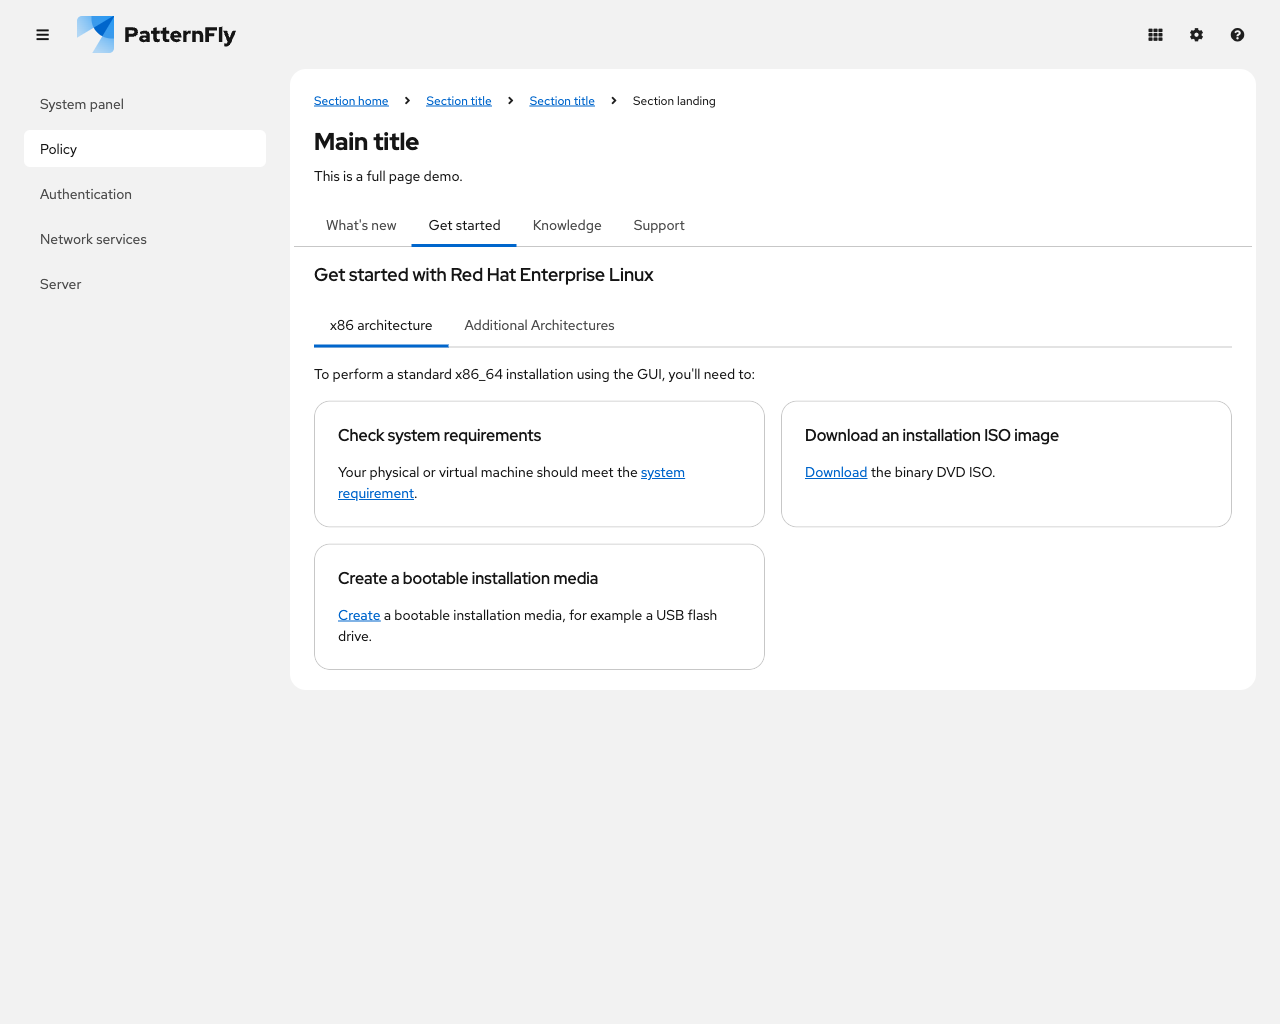 PatternFly
System panel
Policy
Authentication
Network services
Server
Section home
Section title
Section title
Section landing
Main title
This is a full page demo.
What's new
Get started
Knowledge
Support
Get started with Red Hat Enterprise Linux
x86 architecture
Additional Architectures
To perform a standard x86_64 installation using the GUI, you'll need to:
Check system requirements
Your physical or virtual machine should meet the system
requirement.
Download an installation ISO image
Download the binary DVD ISO.
Create a bootable installation media
Create a bootable installation media, for example a USB flash
drive.